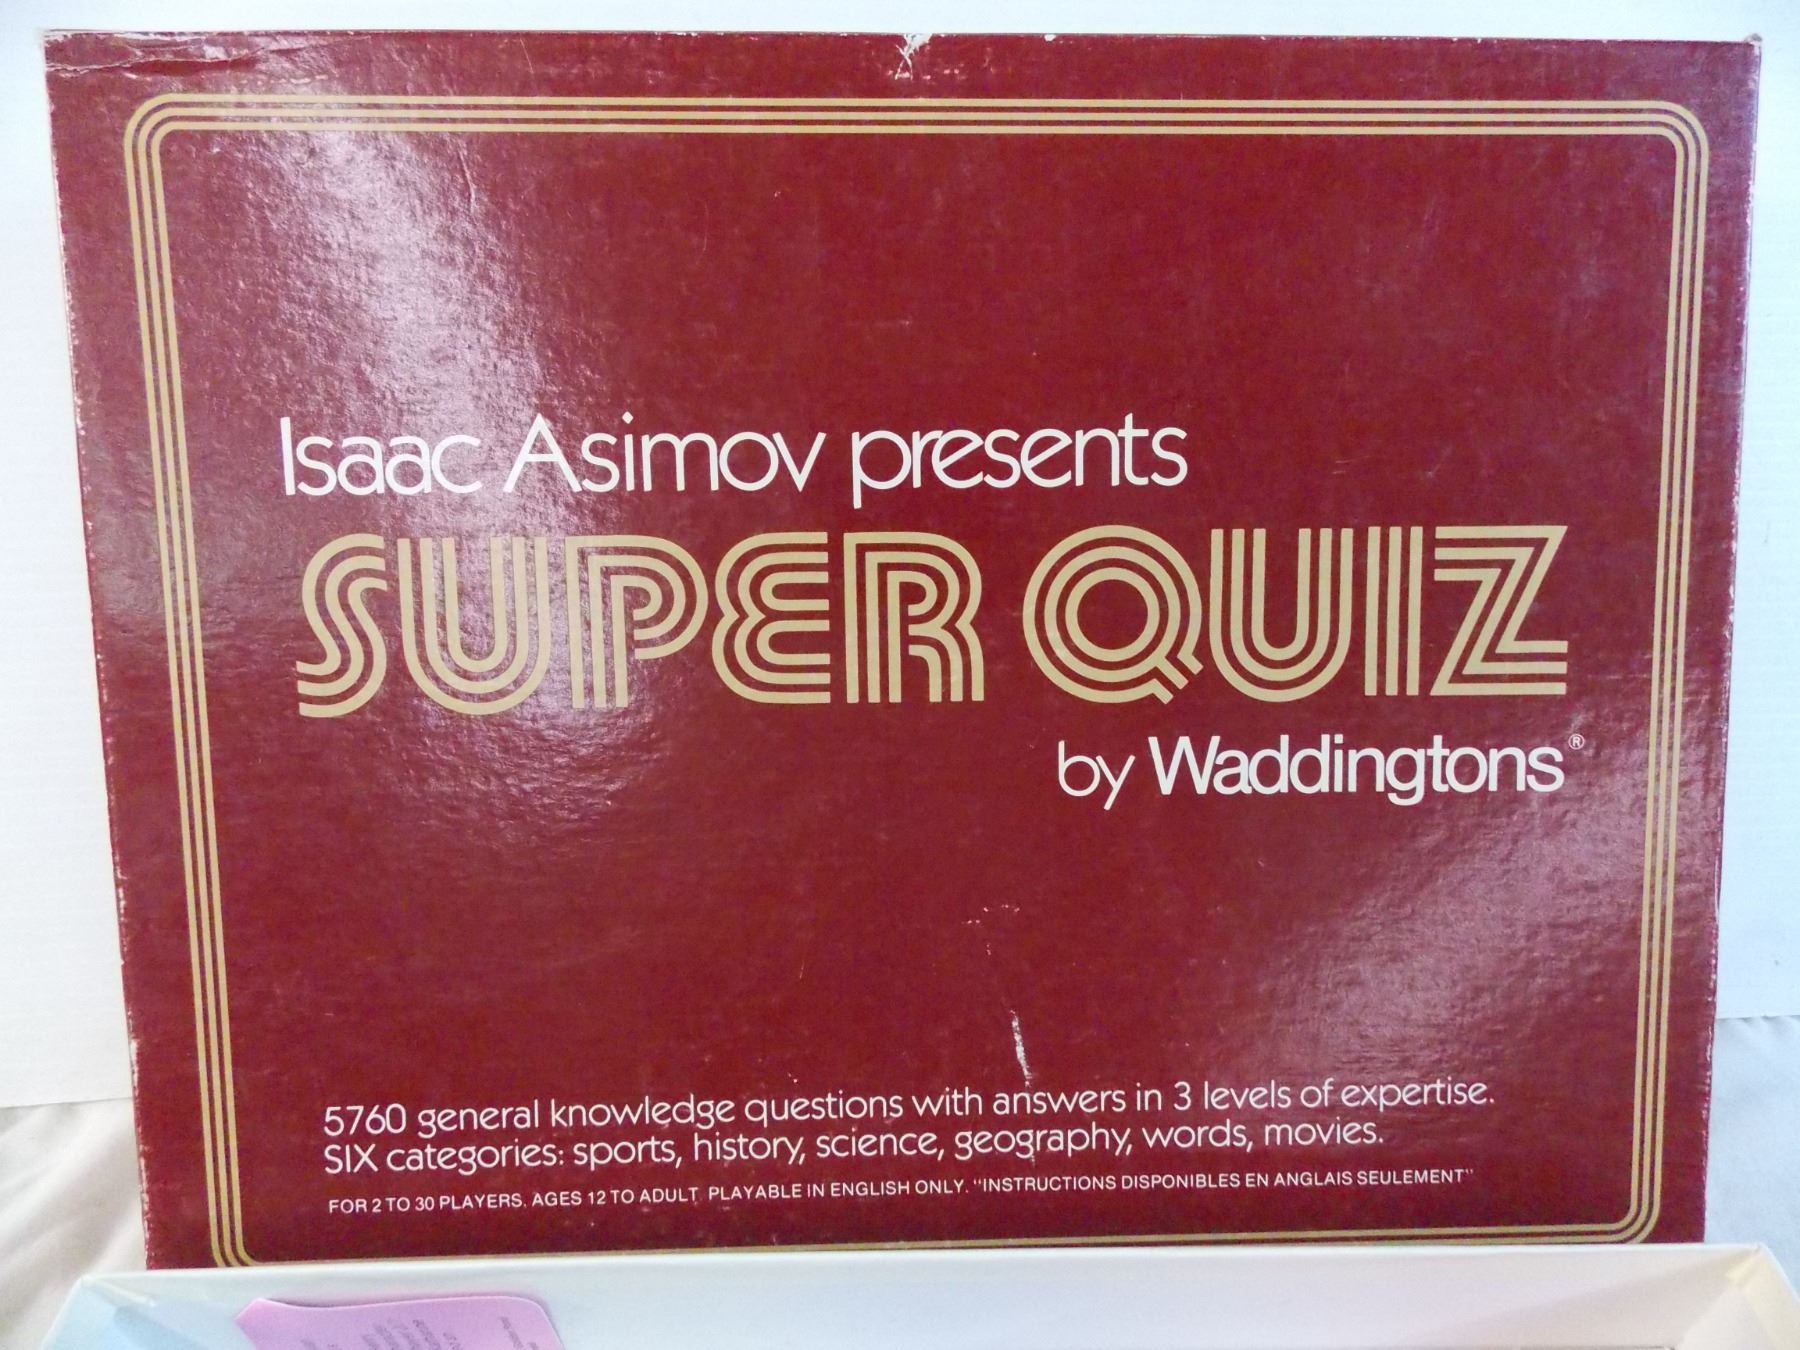 Isaac Asimov presents
SUPER QUIZ
by Waddingtons®
5760 general knowledge questions with answers in 3 levels of expertise.
SIX categories: sports, history, science, geography, words, movies.
FOR 2 TO 30 PLAYERS. AGES 12 TO ADULT PLAYABLE IN ENGLISH ONLY. "INSTRUCTIONS DISPONIBLES EN ANGLAIS SEULEMENT"